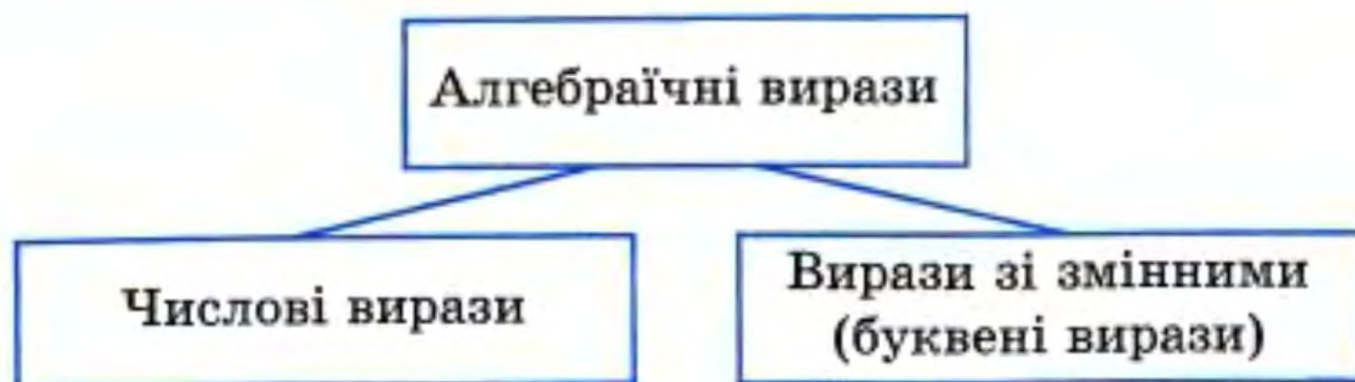 Алгебраїчні вирази
Числові вирази
Вирази зі змінними
(буквені вирази)